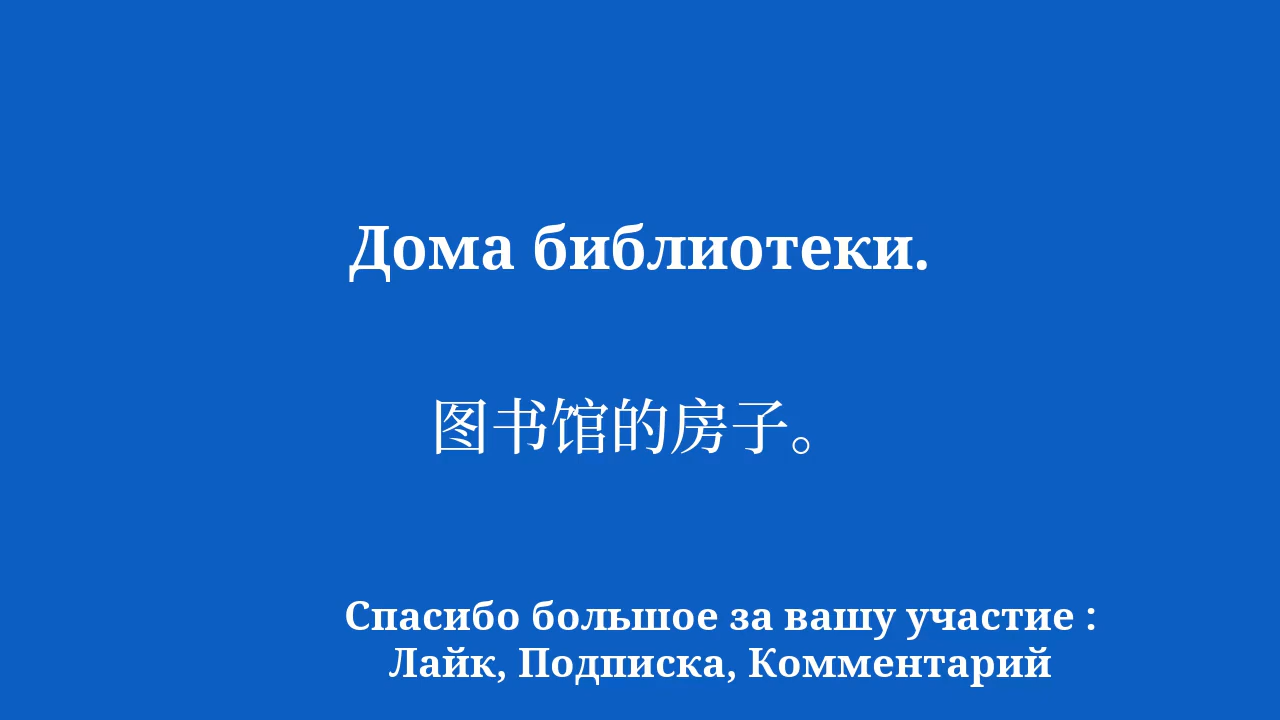 Дома библиотеки.
图书馆的房子。
Спасибо большое за вашу участие :
Лайк, Подписка, Комментарий